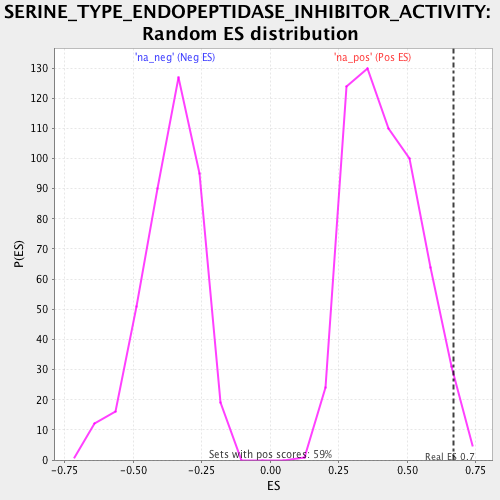 SERINE_TYPE_ENDOPEPTIDASE_INHIBITOR_ACTIVITY:
Random ES distribution
'na_neg' (Neg ES) 'na_pos' (Pos ES)
130
120
110
100
90
80
70
60
50
40
30
20
10
0
P(ES)
Sets with pos scores: 59%
Real ES 0.7
-0.75 -0.50 -0.25 0.00 0.25 0.50 0.75
ES